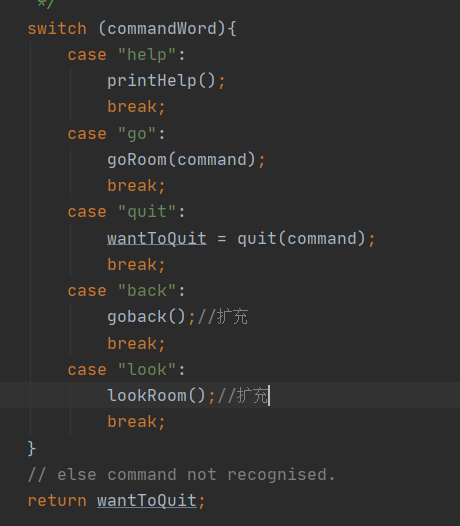 */
switch (commandWord){
case "help":
printHelp();
break;
case "go":
goRoom(command);
break;
case "quit":
wantToQuit = quit(command);
break;
case "back":
goback();//扩充
break;
case "look":
lookRoom();//扩充
break;
}
// else command not recognised.
return wantToQuit;